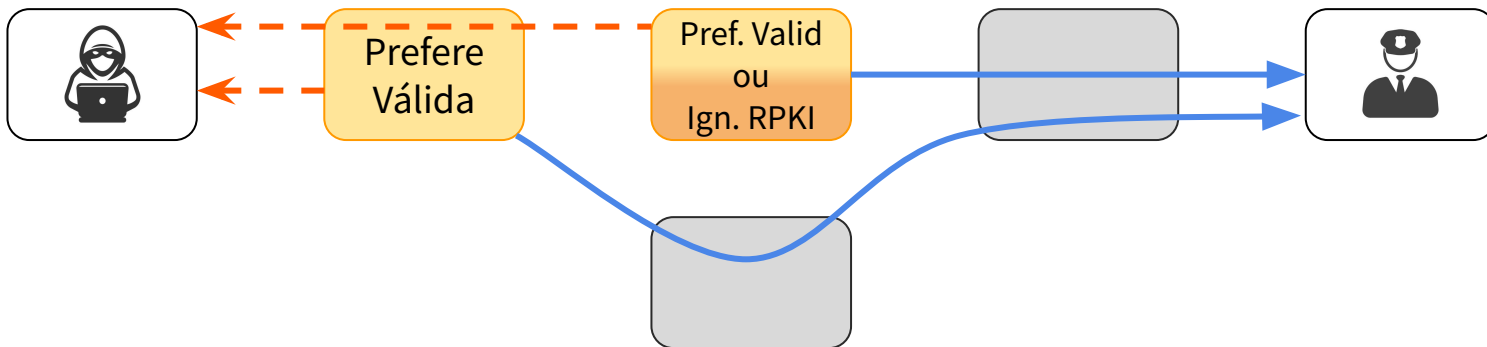 Prefere
Válida
Pref. Valid
ou
Ign. RPKI